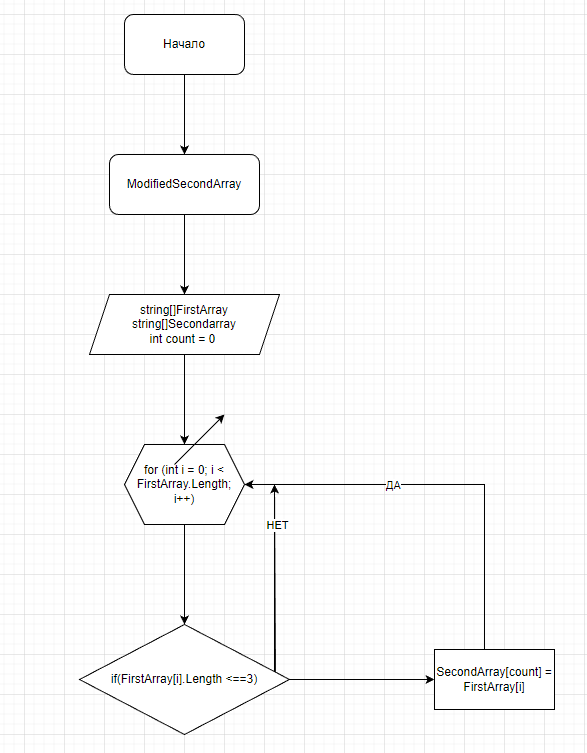 Начало
ModifiedSecondArray
string[]FirstArray
string[]Secondarray
int count = 0
for (int i = 0; i <
FirstArray.Length;
i++)
ДА
НЕТ
if(FirstArray[i].Length <==3)
SecondArray[count] =
FirstArray[i]